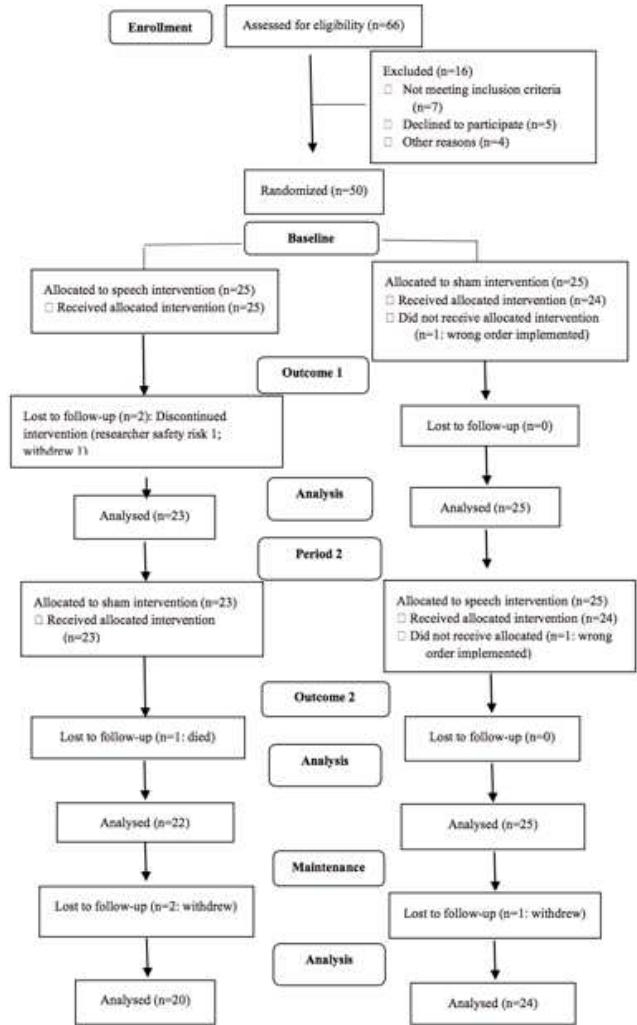 Enrollment
Assessed for eligibility (n=66)
Excluded (n=16)
□ Not meeting inclusion criteria
(n=7)
□ Declined to participate (n=5)
□ Other reasons (n=4)
Randomized (n=50)
Baseline
Allocated to speech intervention (n=25)
□ Received allocated intervention (n=25)
Allocated to sham intervention (n=25)
□ Received allocated intervention (n=24)
□ Did not receive allocated intervention
(n=1: wrong order implemented)
Outcome 1
Lost to follow-up (n=2): Discontinued
intervention (researcher safety risk 1;
withdrew 1)
Lost to follow-up (n=0)
Analysis
Analysed (n=23)
Analysed (n=25)
Period 2
Allocated to sham intervention (n=23)
□ Received allocated intervention
(n=23)
Allocated to speech intervention (n=25)
□ Received allocated intervention (n=24)
□ Did not receive allocated (n=1: wrong
order implemented)
Outcome 2
Lost to follow-up (n=1: died)
Lost to follow-up (n=0)
Analysis
Analysed (n=22)
Analysed (n=25)
Maintenance
Lost to follow-up (n=2: withdrew)
Lost to follow-up (n=1: withdrew)
Analysis
Analysed (n=20)
Analysed (n=24)